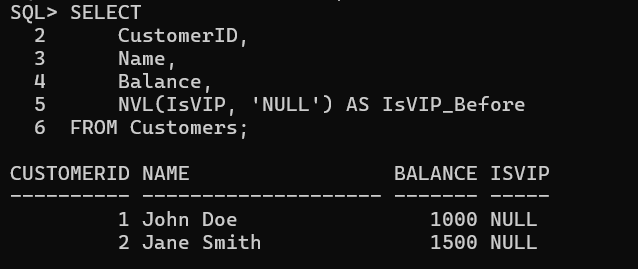 SQL> SELECT
  2      CustomerID,
  3      Name,
  4      Balance,
  5      NVL(IsVIP, 'NULL') AS IsVIP_Before
  6  FROM Customers;
CUSTOMERID NAME                 BALANCE ISVIP
---------- -------------------- ------- -----
         1 John Doe                1000 NULL
         2 Jane Smith              1500 NULL